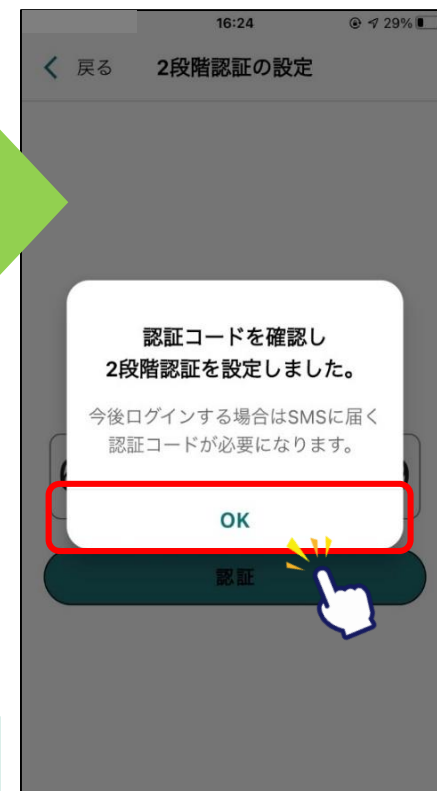 16:24
29%
戻る
2段階認証の設定
認証コードを確認し
2段階認証を設定しました。
今後ログインする場合はSMSに届く
認証コードが必要になります。
OK
認証